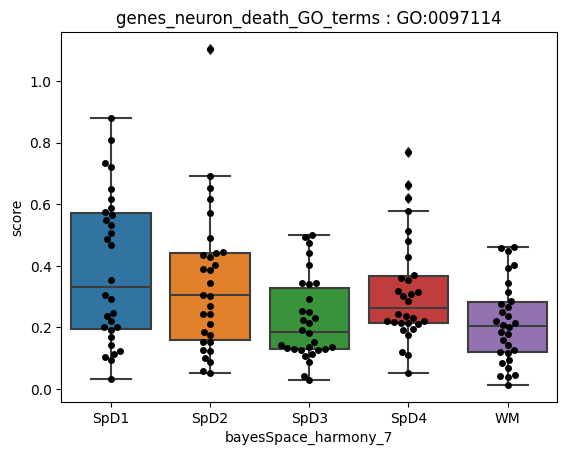 genes_neuron_death_GO_terms : GO:0097114
score
1.0
0.8
0.6
0.4
0.2
0.0
SpD1 SpD2 SpD3 SpD4 WM
bayesSpace_harmony_7